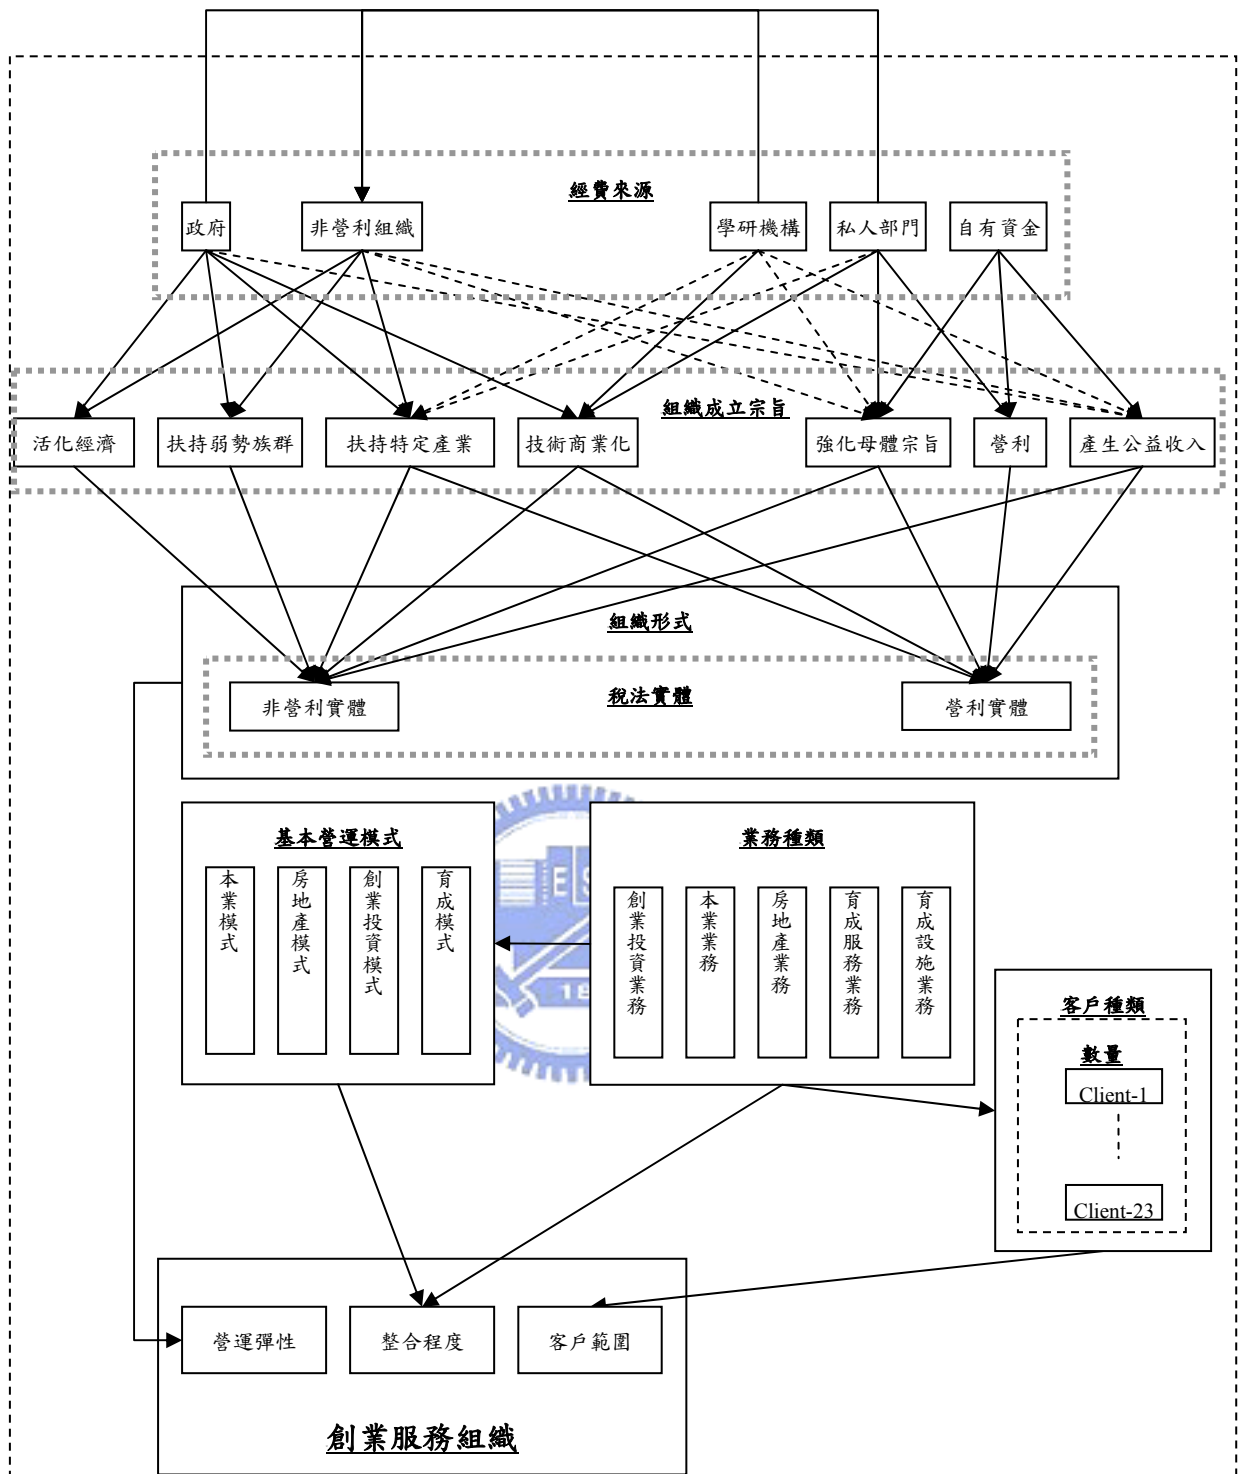 經費來源
政府
非營利組織
學研機構
私人部門
自有資金
組織成立宗旨
活化經濟
扶持弱勢族群
扶持特定產業
技術商業化
強化母體宗旨
營利
產生公益收入
組織形式
稅法實體
非營利實體
營利實體
基本營運模式
本業模式
房地產模式
創業投資模式
育成模式
業務種類
創業投資業務
本業業務
房地產業務
育成服務業務
育成設施業務
客戶種類
數量
Client-1
Client-23
營運彈性
整合程度
客戶範圍
創業服務組織